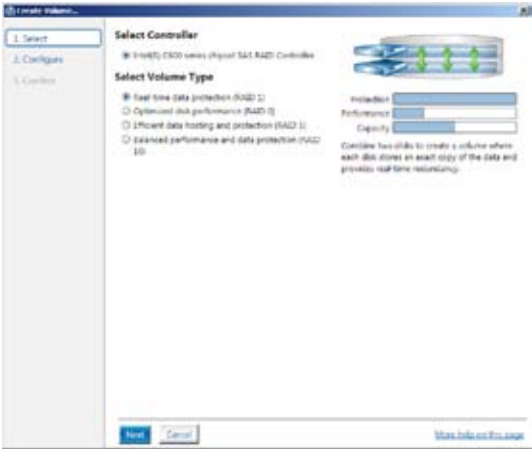 Create Volume...
1. Select
2. Configure
3. Confirm
Select Controller
Intel(R) C600 series chipset SAS RAID Controller
Select Volume Type
Real-time data protection (RAID 1)
Optimized disk performance (RAID 0)
Efficient data hosting and protection (RAID 5)
Balanced performance and data protection (RAID
10)
Protection
Performance
Capacity
Combine two disks to create a volume where
each disk stores an exact copy of the data and
provides real-time redundancy.
Next
Cancel
More help on this page